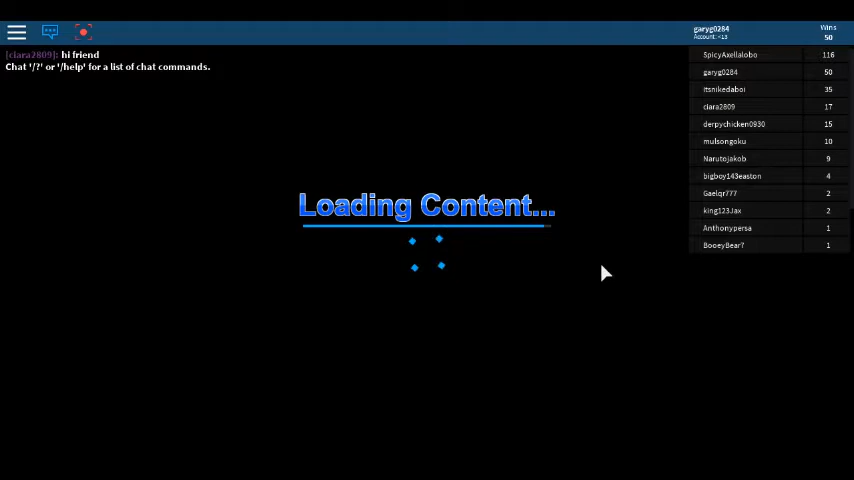 garyg0284
Account: <13
Wins
50
[ciara2809]: hi friend
Chat '/?' or '/help' for a list of chat commands.
SpicyAxellalobo 116
garyg0284 50
Itsnikedaboi 35
ciara2809 17
derpychicken0930 15
mulsongoku 10
Narutojakob 9
bigboy143easton 4
Gaelqr777 2
king123Jax 2
Anthonypersa 1
BooeyBear7 1
Loading Content...